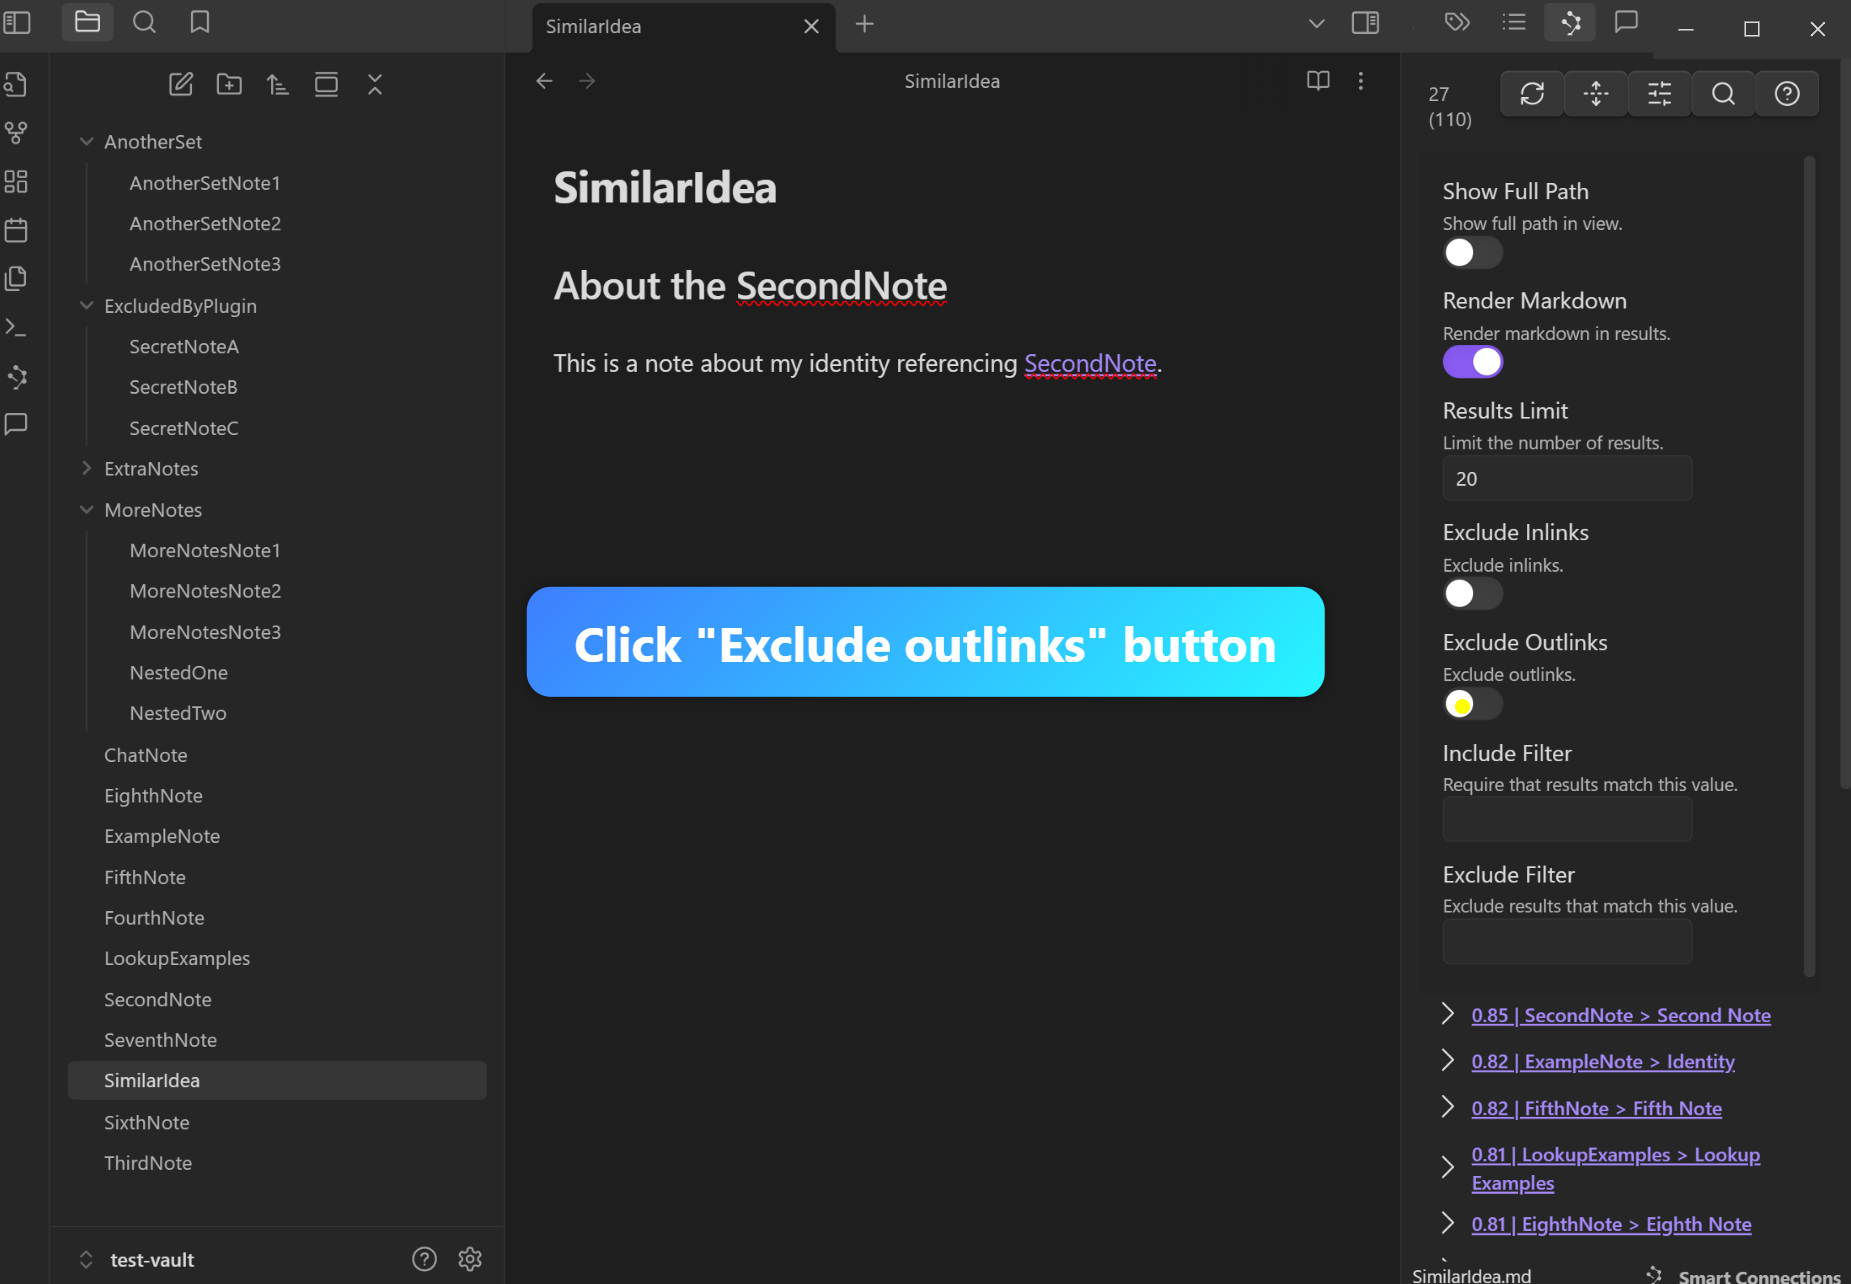 SimilarIdea
SimilarIdea
27
(110)
AnotherSet
AnotherSetNote1
AnotherSetNote2
AnotherSetNote3
ExcludedByPlugin
SecretNoteA
SecretNoteB
SecretNoteC
ExtraNotes
MoreNotes
MoreNotesNote1
MoreNotesNote2
MoreNotesNote3
NestedOne
NestedTwo
ChatNote
EighthNote
ExampleNote
FifthNote
FourthNote
LookupExamples
SecondNote
SeventhNote
SimilarIdea
SixthNote
ThirdNote
test-vault
SimilarIdea
About the SecondNote
This is a note about my identity referencing SecondNote.
Click "Exclude outlinks" button
Show Full Path
Show full path in view.
Render Markdown
Render markdown in results.
Results Limit
Limit the number of results.
20
Exclude Inlinks
Exclude inlinks.
Exclude Outlinks
Exclude outlinks.
Include Filter
Require that results match this value.
Exclude Filter
Exclude results that match this value.
0.85 | SecondNote > Second Note
0.82 | ExampleNote > Identity
0.82 | FifthNote > Fifth Note
0.81 | LookupExamples > Lookup
Examples
0.81 | EighthNote > Eighth Note
SimilarIdea.md
Smart Connections